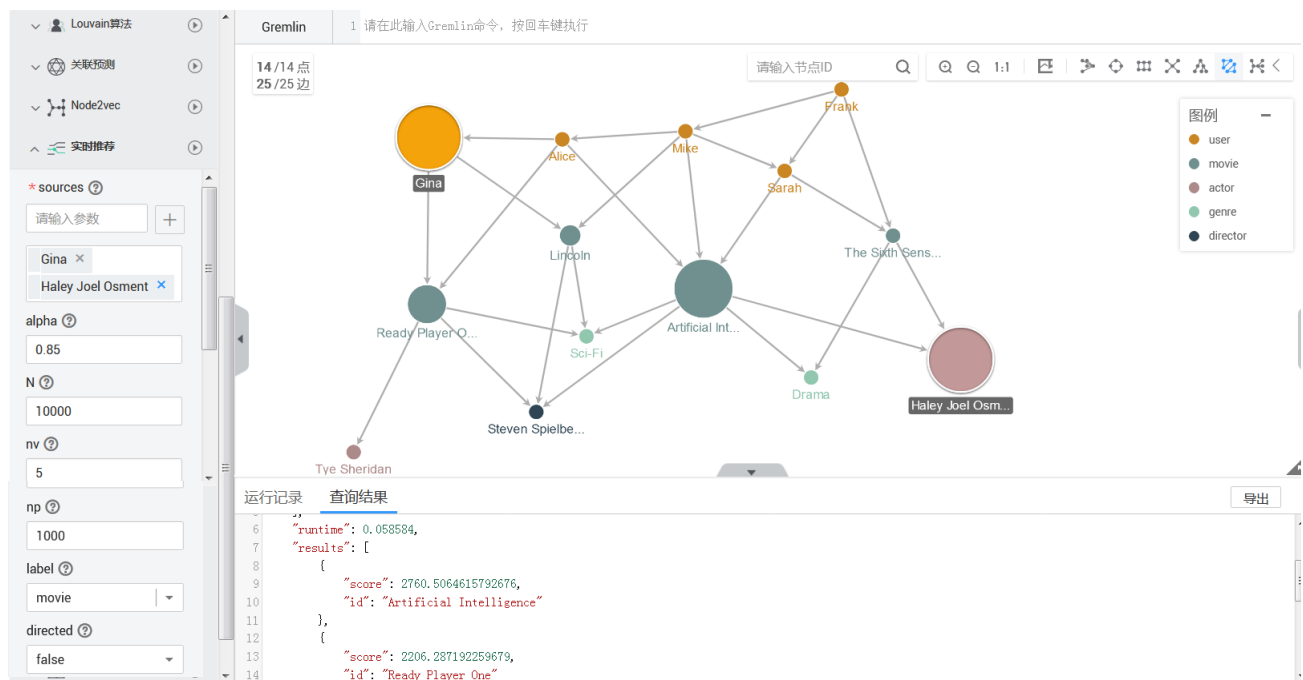 Louvain算法
关联预测
Node2vec
实时推荐
* sources
请输入参数
Gina
Haley Joel Osment
alpha
0.85
N
10000
nv
5
np
1000
label
movie
directed
false
Gremlin
1 请在此输入Gremlin命令，按回车键执行
14 /14 点
25 /25 边
请输入节点ID
1:1
图例
user
movie
actor
genre
director
Frank
Mike
Alice
Gina
Sarah
Lincoln
The Sixth Sens...
Ready Player O...
Artificial Int...
Sci-Fi
Drama
Haley Joel Osm...
Steven Spielbe...
Tye Sheridan
运行记录
查询结果
导出
6 "runtime": 0.058584,
7 "results": [
8 {
9 "score": 2760.5064615792676,
10 "id": "Artificial Intelligence"
11 },
12 {
13 "score": 2206.287192259679,
14 "id": "Ready Player One"